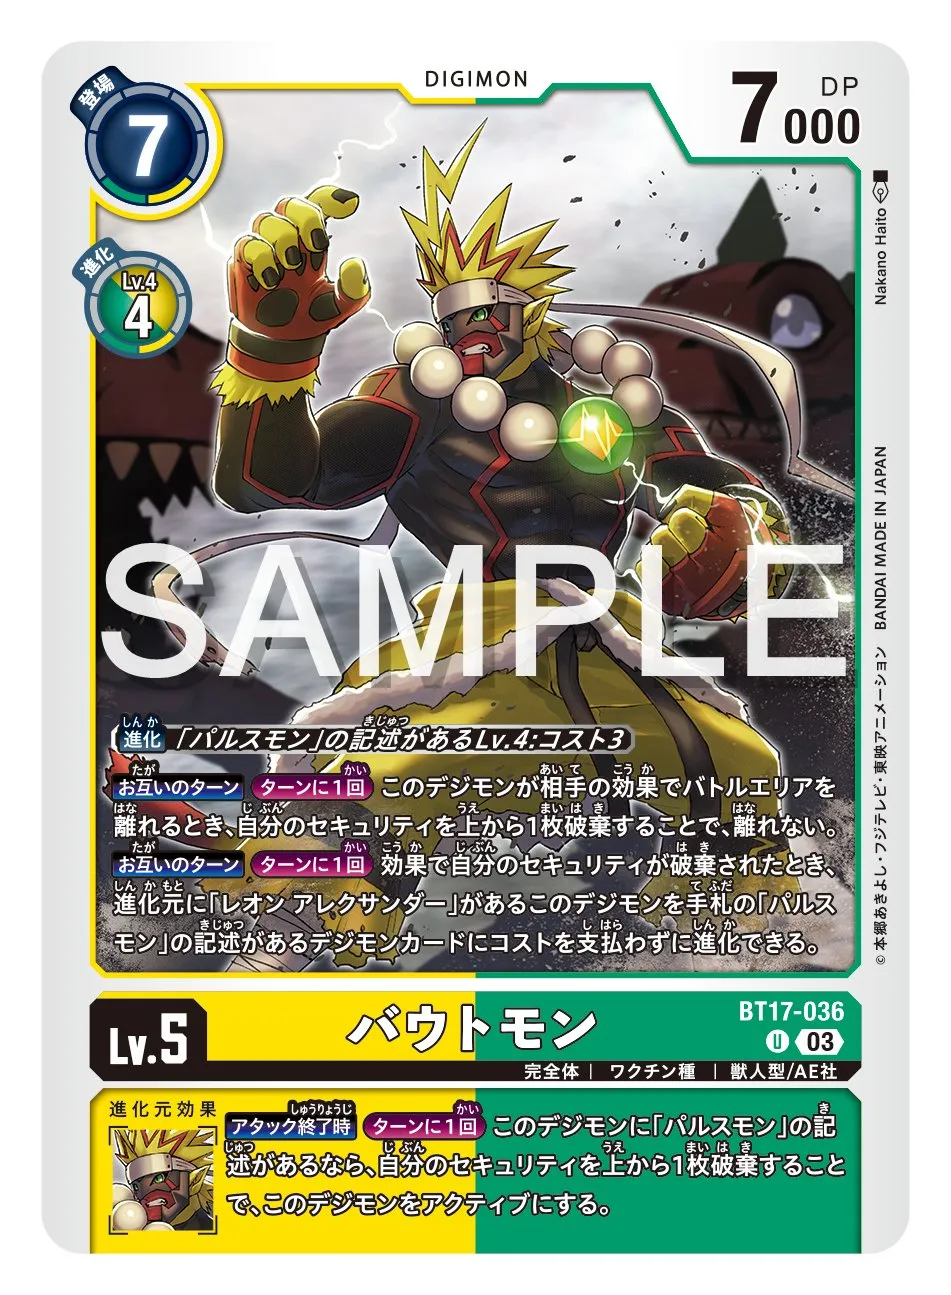 DIGIMON
登場
7
7000
DP
進化
Lv.4
4
Nakano Haito
©本郷あきよし・フジテレビ・東映アニメーション BANDAI MADE IN JAPAN
SAMPLE
進化 「パルスモン」の記述があるLv.4:コスト3
お互いのターン ターンに1回 このデジモンが相手の効果でバトルエリアを
離れるとき、自分のセキュリティを上から1枚破棄することで、離れない。
お互いのターン ターンに1回 効果で自分のセキュリティが破棄されたとき、
進化元に「レオン アレクサンダー」があるこのデジモンを手札の「パルス
モン」の記述があるデジモンカードにコストを支払わずに進化できる。
Lv.5
バウトモン
BT17-036
U 03
完全体 | ワクチン種 | 獣人型/AE社
進化元効果
アタック終了時 ターンに1回 このデジモンに「パルスモン」の記
述があるなら、自分のセキュリティを上から1枚破棄すること
で、このデジモンをアクティブにする。